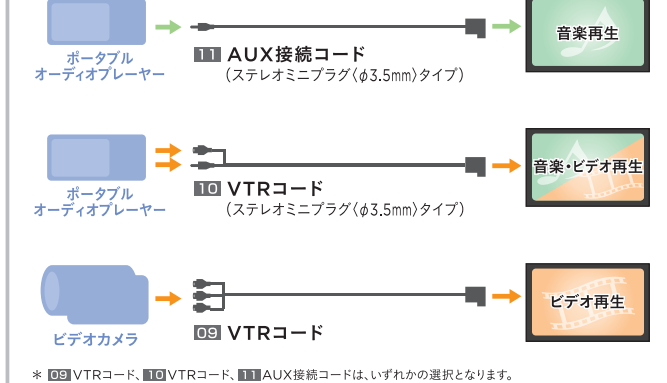 音楽再生
ポータブル
オーディオプレーヤー
11 AUX接続コード
(ステレオミニプラグ〈φ3.5mm〉タイプ)
音楽・ビデオ再生
ポータブル
オーディオプレーヤー
10 VTRコード
(ステレオミニプラグ〈φ3.5mm〉タイプ)
ビデオ再生
ビデオカメラ
09 VTRコード
＊ 09 VTRコード、10 VTRコード、11 AUX接続コードは、いずれかの選択となります。